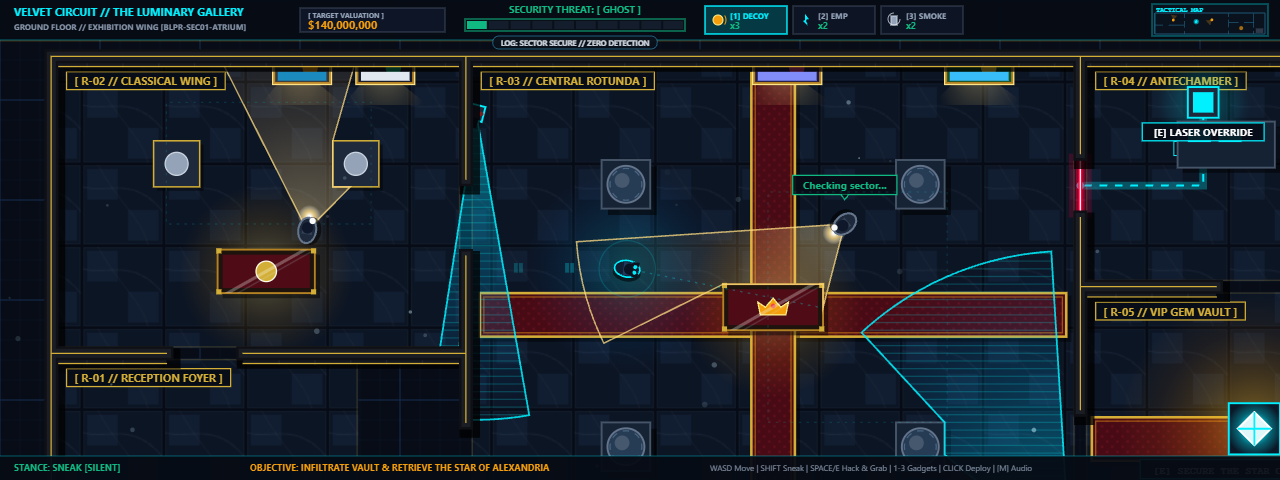 VELVET CIRCUIT // THE LUMINARY GALLERY
GROUND FLOOR // EXHIBITION WING [BLPR-SEC01-ATRIUM]
[ TARGET VALUATION ]
$140,000,000
SECURITY THREAT: [ GHOST ]
[1] DECOY
x3
[2] EMP
x2
[3] SMOKE
x2
TACTICAL MAP
LOG: SECTOR SECURE // ZERO DETECTION
[ R-02 // CLASSICAL WING ]
[ R-03 // CENTRAL ROTUNDA ]
[ R-04 // ANTECHAMBER ]
[E] LASER OVERRIDE
Checking sector...
[ R-05 // VIP GEM VAULT ]
[ R-01 // RECEPTION FOYER ]
STANCE: SNEAK [SILENT]
OBJECTIVE: INFILTRATE VAULT & RETRIEVE THE STAR OF ALEXANDRIA
WASD Move | SHIFT Sneak | SPACE/E Hack & Grab | 1-3 Gadgets | CLICK Deploy | [M] Audio